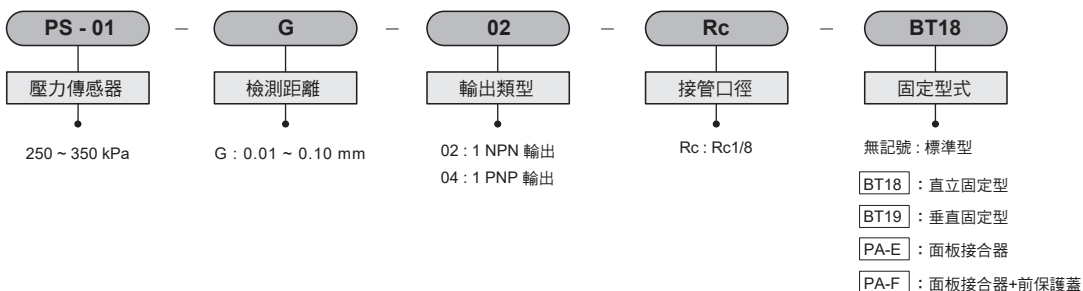 PS - 01 – G – 02 – Rc – BT18
壓力傳感器 檢測距離 輸出類型 接管口徑 固定型式
250 ~ 350 kPa G : 0.01 ~ 0.10 mm 02 : 1 NPN 輸出 Rc : Rc1/8 無記號 : 標準型
04 : 1 PNP 輸出
BT18 : 直立固定型
BT19 : 垂直固定型
PA-E : 面板接合器
PA-F : 面板接合器+前保護蓋